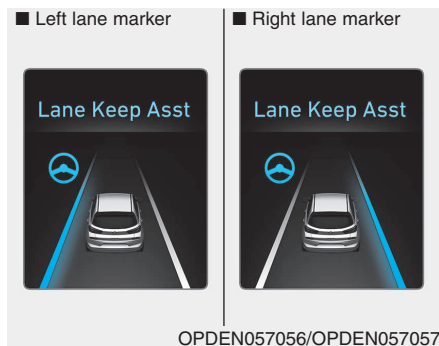 ■ Left lane marker
■ Right lane marker
Lane Keep Asst
Lane Keep Asst
OPDEN057056/OPDEN057057